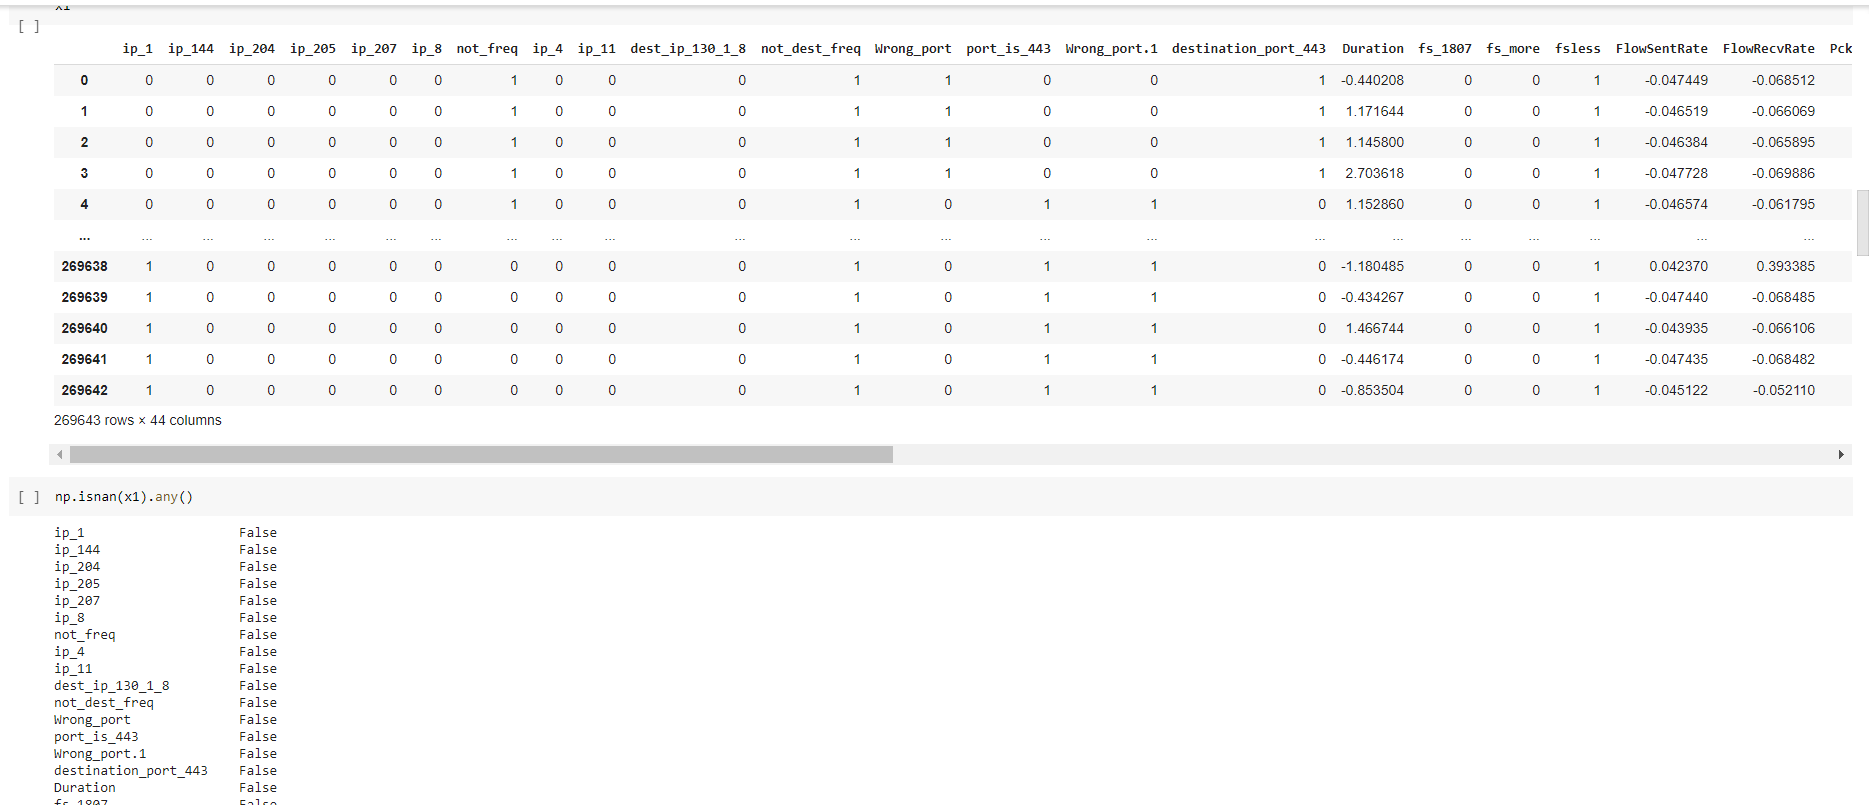 x1
[ ]
ip_1 ip_144 ip_204 ip_205 ip_207 ip_8 not_freq ip_4 ip_11 dest_ip_130_1_8 not_dest_freq Wrong_port port_is_443 Wrong_port.1 destination_port_443 Duration fs_1807 fs_more fsless FlowSentRate FlowRecvRate Pck
0 0 0 0 0 0 0 1 0 0 0 1 1 0 0 1 -0.440208 0 0 1 -0.047449 -0.068512
1 0 0 0 0 0 0 1 0 0 0 1 1 0 0 1 1.171644 0 0 1 -0.046519 -0.066069
2 0 0 0 0 0 0 1 0 0 0 1 1 0 0 1 1.145800 0 0 1 -0.046384 -0.065895
3 0 0 0 0 0 0 1 0 0 0 1 1 0 0 1 2.703618 0 0 1 -0.047728 -0.069886
4 0 0 0 0 0 0 1 0 0 0 1 0 1 1 0 1.152860 0 0 1 -0.046574 -0.061795
... ... ... ... ... ... ... ... ... ... ... ... ... ... ... ... ... ... ... ... ... ...
269638 1 0 0 0 0 0 0 0 0 0 1 0 1 1 0 -1.180485 0 0 1 0.042370 0.393385
269639 1 0 0 0 0 0 0 0 0 0 1 0 1 1 0 -0.434267 0 0 1 -0.047440 -0.068485
269640 1 0 0 0 0 0 0 0 0 0 1 0 1 1 0 1.466744 0 0 1 -0.043935 -0.066106
269641 1 0 0 0 0 0 0 0 0 0 1 0 1 1 0 -0.446174 0 0 1 -0.047435 -0.068482
269642 1 0 0 0 0 0 0 0 0 0 1 0 1 1 0 -0.853504 0 0 1 -0.045122 -0.052110
269643 rows × 44 columns
[ ] np.isnan(x1).any()
ip_1 False
ip_144 False
ip_204 False
ip_205 False
ip_207 False
ip_8 False
not_freq False
ip_4 False
ip_11 False
dest_ip_130_1_8 False
not_dest_freq False
Wrong_port False
port_is_443 False
Wrong_port.1 False
destination_port_443 False
Duration False
fs_1807 False